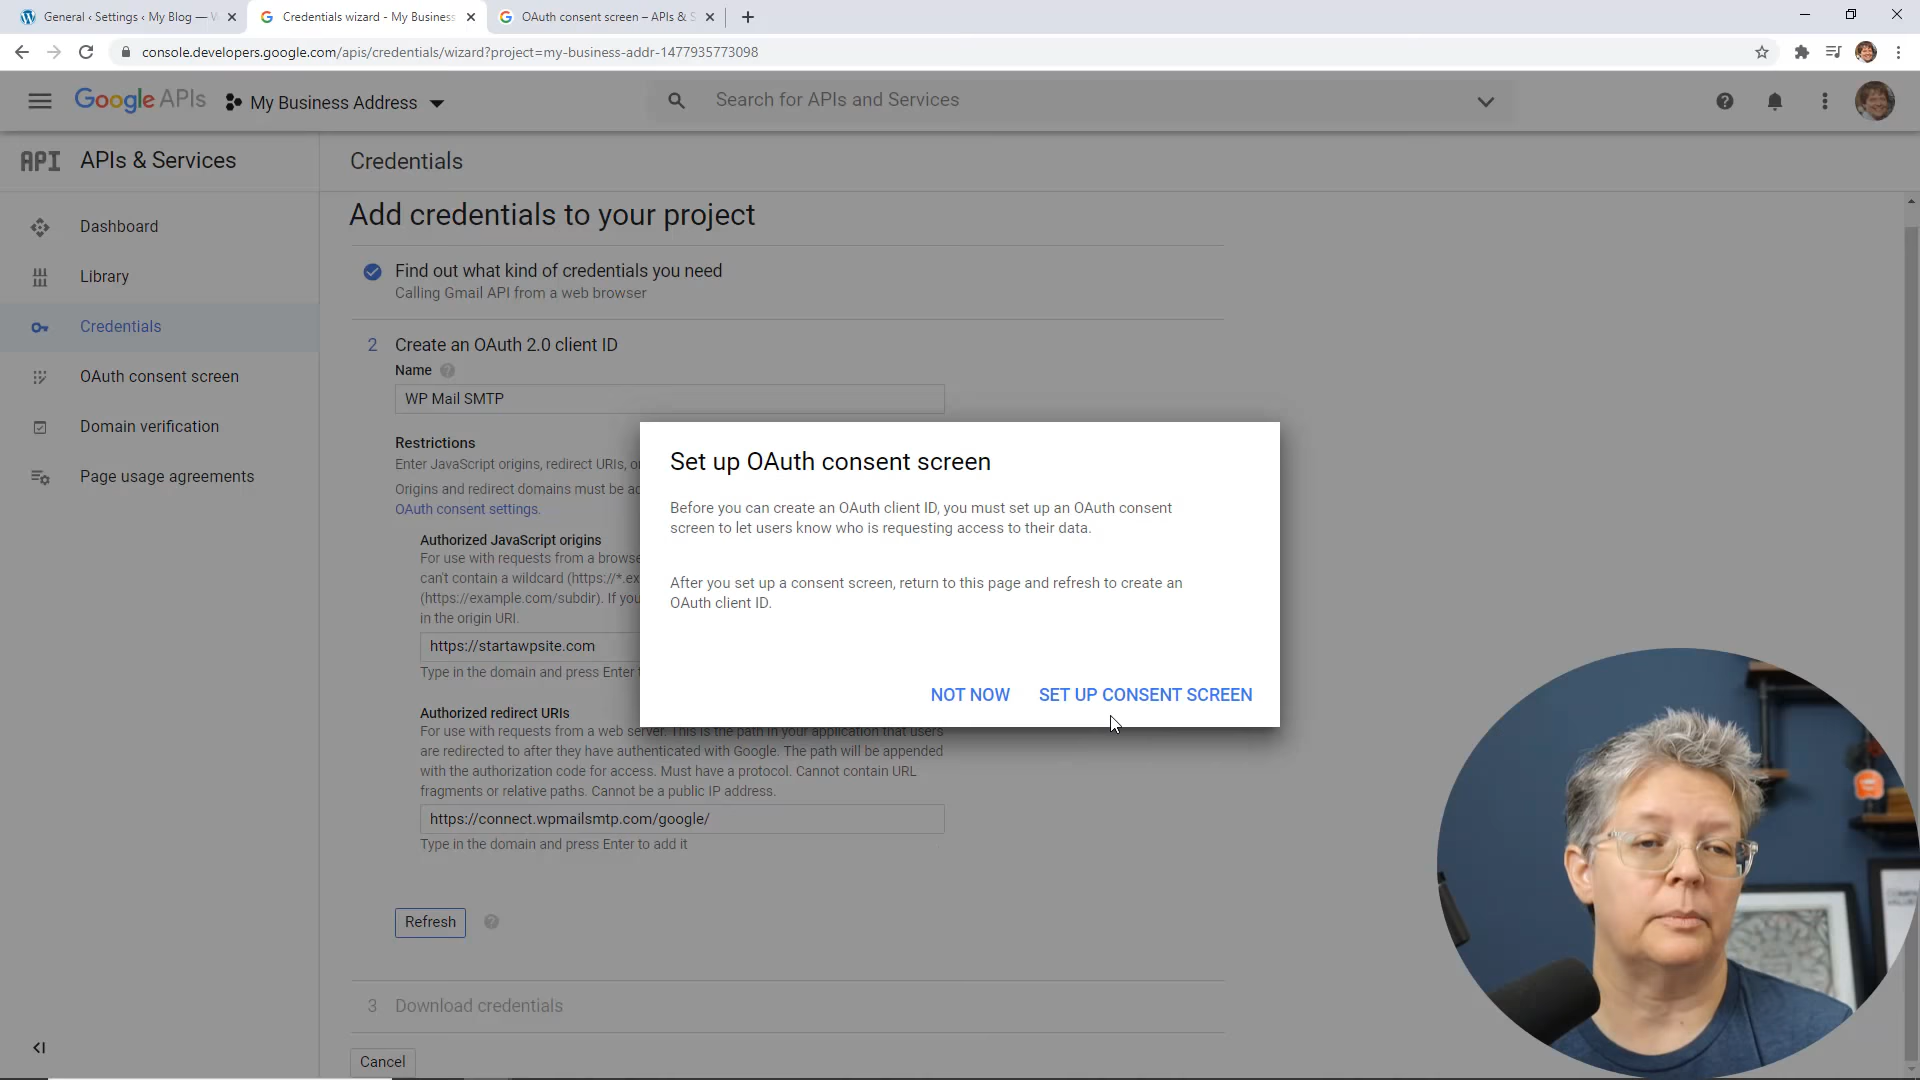 General ‹ Settings ‹ My Blog —
Credentials wizard - My Business
OAuth consent screen – APIs & S
console.developers.google.com/apis/credentials/wizard?project=my-business-addr-1477935773098
Google APIs
My Business Address
Search for APIs and Services
API APIs & Services
Credentials
Dashboard
Library
Credentials
OAuth consent screen
Domain verification
Page usage agreements
Add credentials to your project
Find out what kind of credentials you need
Calling Gmail API from a web browser
2 Create an OAuth 2.0 client ID
Name
WP Mail SMTP
Restrictions
Enter JavaScript origins, redirect URIs, or
Origins and redirect domains must be ad
OAuth consent settings.
Authorized JavaScript origins
For use with requests from a browse
can't contain a wildcard (https://*.ex
(https://example.com/subdir). If you
in the origin URI.
https://startawpsite.com
Type in the domain and press Enter t
Authorized redirect URIs
For use with requests from a web server. This is the path in your application that users
are redirected to after they have authenticated with Google. The path will be appended
with the authorization code for access. Must have a protocol. Cannot contain URL
fragments or relative paths. Cannot be a public IP address.
https://connect.wpmailsmtp.com/google/
Type in the domain and press Enter to add it
Refresh
3 Download credentials
Cancel
Set up OAuth consent screen
Before you can create an OAuth client ID, you must set up an OAuth consent
screen to let users know who is requesting access to their data.
After you set up a consent screen, return to this page and refresh to create an
OAuth client ID.
NOT NOW SET UP CONSENT SCREEN